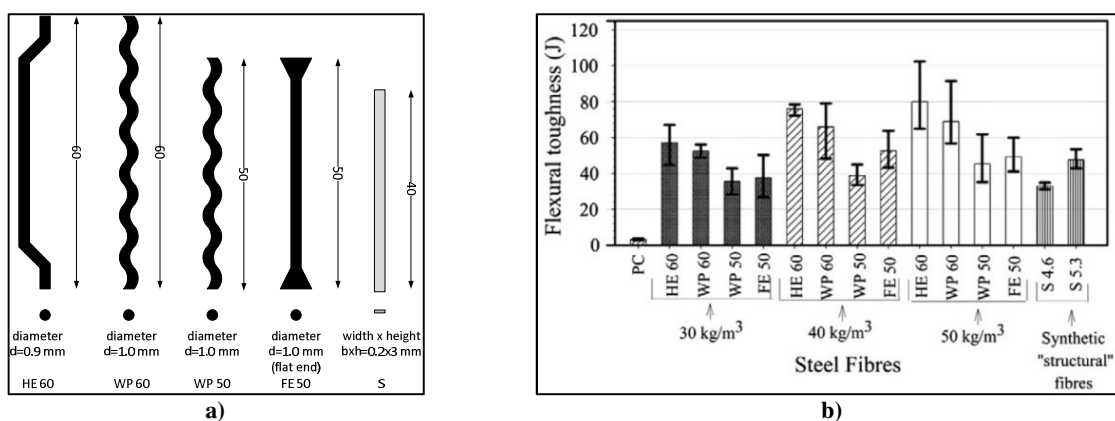 60
60
50
50
40
diameter
d=0.9 mm
diameter
d=1.0 mm
diameter
d=1.0 mm
diameter
d=1.0 mm
(flat end)
width x height
bxh=0.2x3 mm
HE 60
WP 60
WP 50
FE 50
S
a)
Flexural toughness (J)
120
100
80
60
40
20
0
PC
HE 60
WP 60
WP 50
FE 50
HE 60
WP 60
WP 50
FE 50
HE 60
WP 60
WP 50
FE 50
S 4.6
S 5.3
30 kg/m³
40 kg/m³
50 kg/m³
Steel Fibres
Synthetic
"structural"
fibres
b)